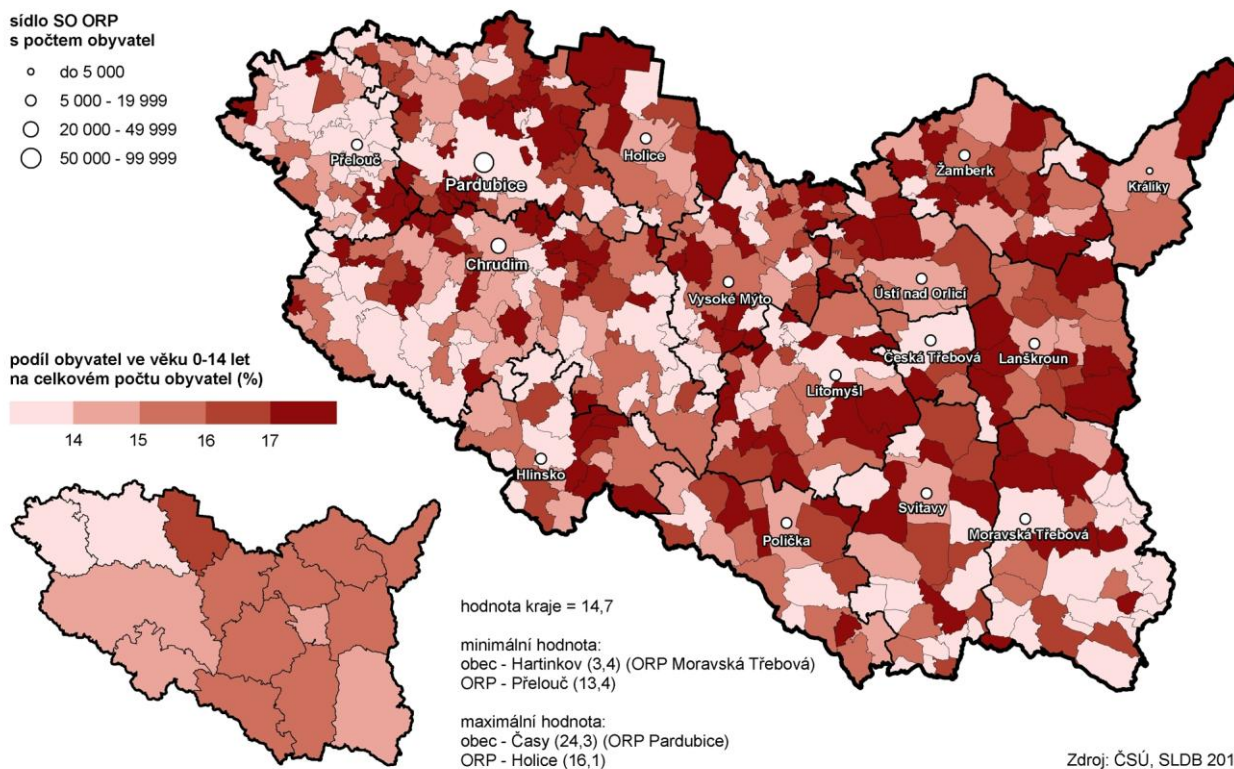 sídlo SO ORP
s počtem obyvatel
do 5 000
5 000 - 19 999
20 000 - 49 999
50 000 - 99 999
Přelouč
Pardubice
Holice
Žamberk
Králíky
Chrudim
Vysoké Mýto
Ústí nad Orlicí
Česká Třebová
Lanškroun
Litomyšl
Hlinsko
Svitavy
Polička
Moravská Třebová
podíl obyvatel ve věku 0-14 let
na celkovém počtu obyvatel (%)
14 15 16 17
hodnota kraje = 14,7
minimální hodnota:
obec - Hartinkov (3,4) (ORP Moravská Třebová)
ORP - Přelouč (13,4)
maximální hodnota:
obec - Časy (24,3) (ORP Pardubice)
ORP - Holice (16,1)
Zdroj: ČSÚ, SLDB 201